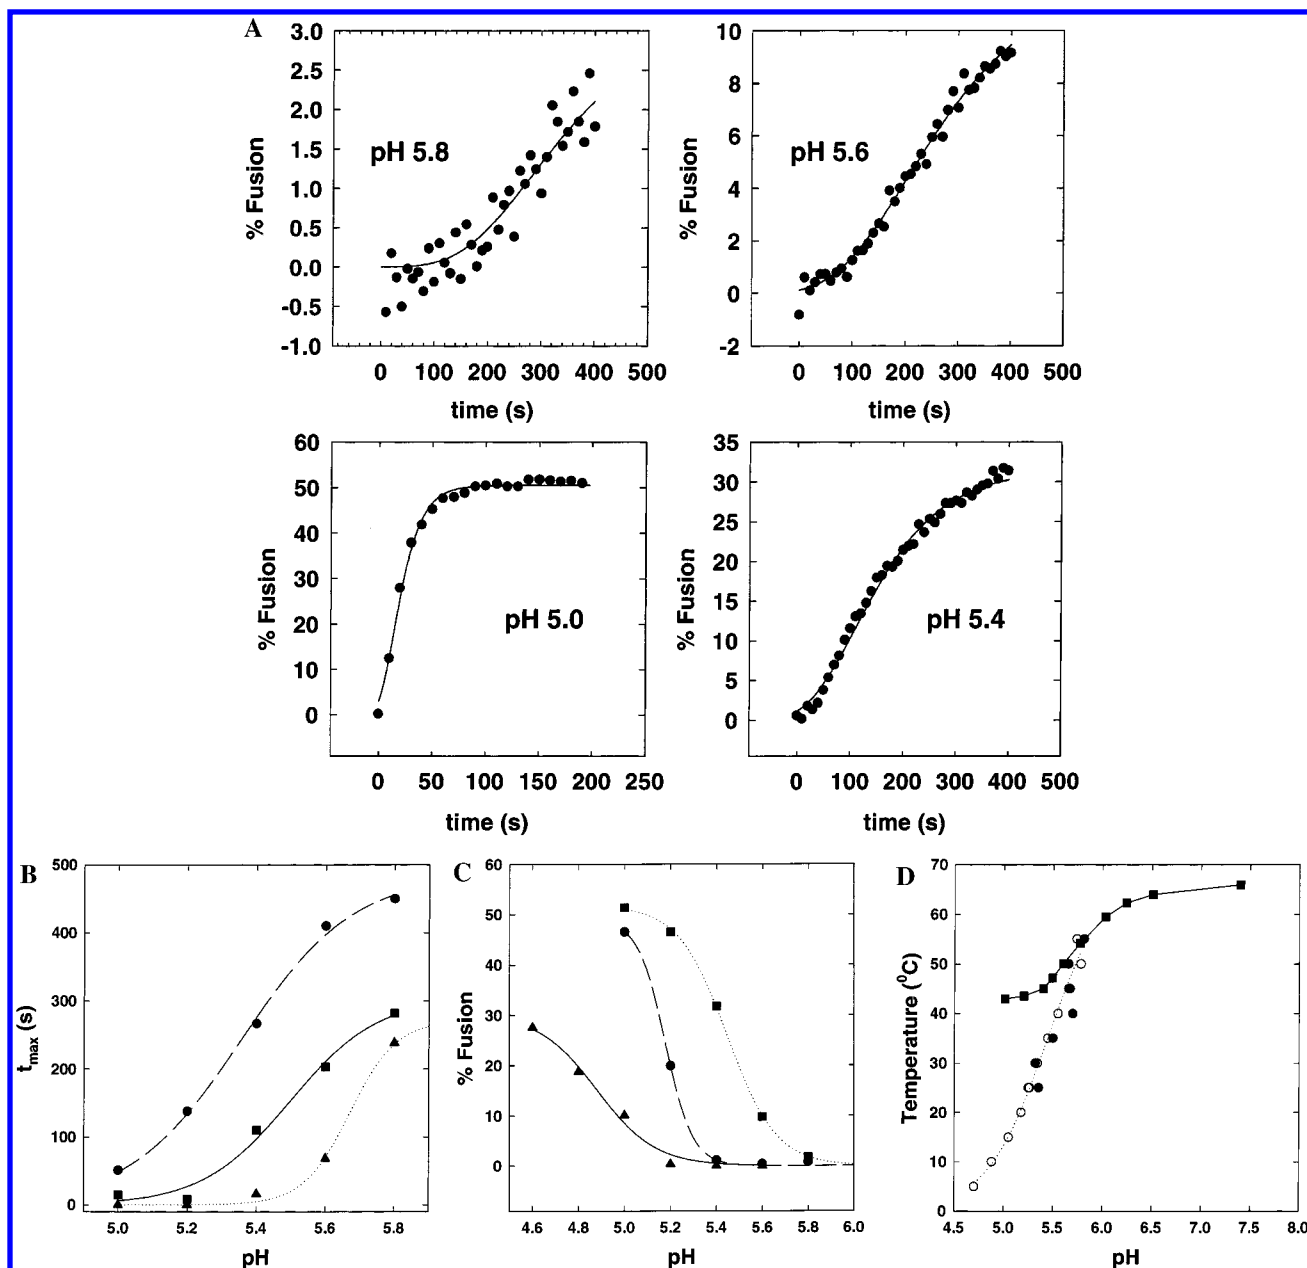 A
3.0
2.5
2.0
1.5
1.0
0.5
0.0
-0.5
-1.0
% Fusion
pH 5.8
0 100 200 300 400 500
time (s)
10
8
6
4
2
0
-2
% Fusion
pH 5.6
0 100 200 300 400 500
time (s)
60
50
40
30
20
10
0
% Fusion
pH 5.0
0 50 100 150 200 250
time (s)
35
30
25
20
15
10
5
0
% Fusion
pH 5.4
0 100 200 300 400 500
time (s)
B
500
400
300
200
100
0
tmax (s)
5.0 5.2 5.4 5.6 5.8
pH
C
60
50
40
30
20
10
0
% Fusion
4.6 4.8 5.0 5.2 5.4 5.6 5.8 6.0
pH
D
70
60
50
40
30
20
10
0
Temperature (⁰C)
4.5 5.0 5.5 6.0 6.5 7.0 7.5 8.0
pH